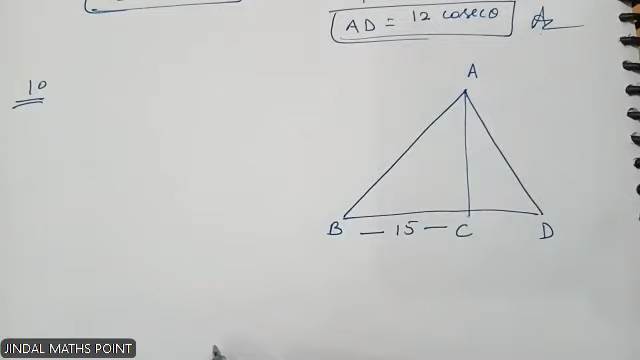 AD = 12 cosecθ
10
A
B — 15 — C D
JINDAL MATHS POINT